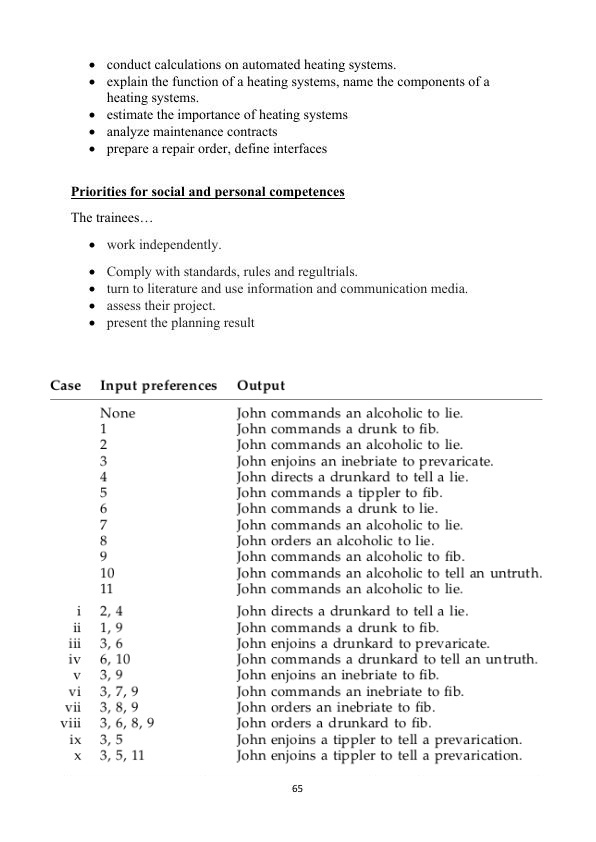 • conduct calculations on automated heating systems.
• explain the function of a heating systems, name the components of a
heating systems.
• estimate the importance of heating systems
• analyze maintenance contracts
• prepare a repair order, define interfaces
Priorities for social and personal competences
The trainees…
• work independently.
• Comply with standards, rules and regultrials.
• turn to literature and use information and communication media.
• assess their project.
• present the planning result
Case Input preferences Output
None John commands an alcoholic to lie.
1 John commands a drunk to fib.
2 John commands an alcoholic to lie.
3 John enjoins an inebriate to prevaricate.
4 John directs a drunkard to tell a lie.
5 John commands a tippler to fib.
6 John commands a drunk to lie.
7 John commands an alcoholic to lie.
8 John orders an alcoholic to lie.
9 John commands an alcoholic to fib.
10 John commands an alcoholic to tell an untruth.
11 John commands an alcoholic to lie.
i 2, 4 John directs a drunkard to tell a lie.
ii 1, 9 John commands a drunk to fib.
iii 3, 6 John enjoins a drunkard to prevaricate.
iv 6, 10 John commands a drunkard to tell an untruth.
v 3, 9 John enjoins an inebriate to fib.
vi 3, 7, 9 John commands an inebriate to fib.
vii 3, 8, 9 John orders an inebriate to fib.
viii 3, 6, 8, 9 John orders a drunkard to fib.
ix 3, 5 John enjoins a tippler to tell a prevarication.
x 3, 5, 11 John enjoins a tippler to tell a prevarication.
65